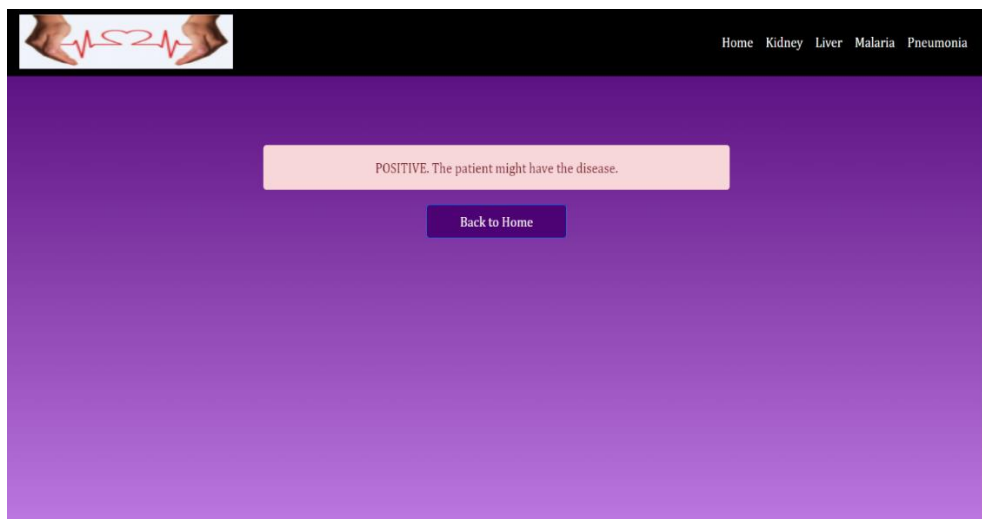 Home Kidney Liver Malaria Pneumonia
POSITIVE. The patient might have the disease.
Back to Home